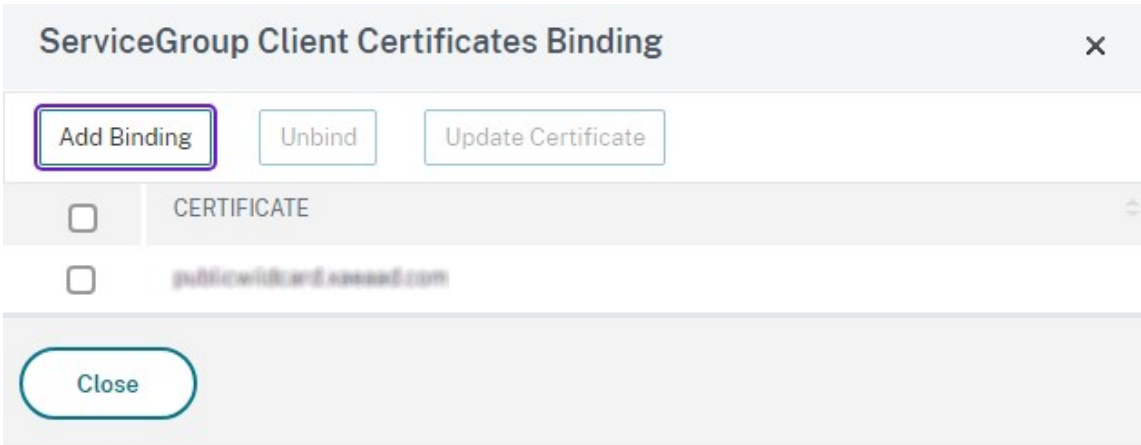 ServiceGroup Client Certificates Binding
Add Binding Unbind Update Certificate
CERTIFICATE
Close